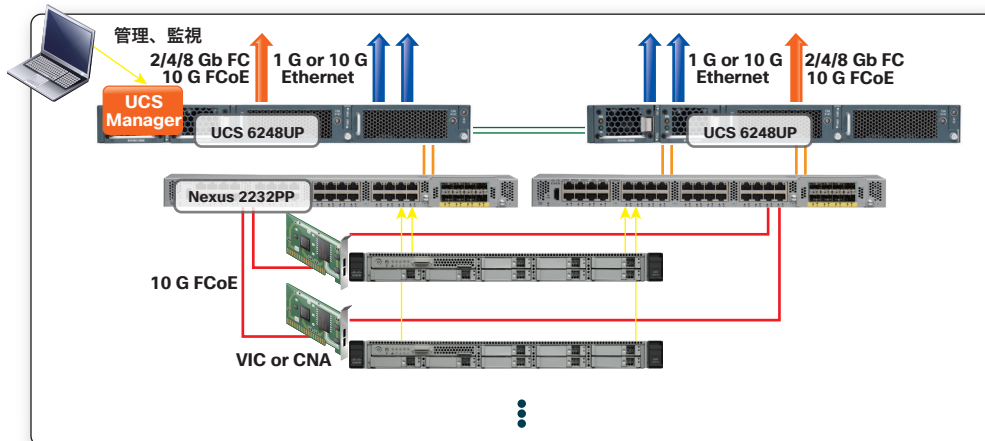 管理、監視
2/4/8 Gb FC
10 G FCoE
1 G or 10 G
Ethernet
1 G or 10 G
Ethernet
2/4/8 Gb FC
10 G FCoE
UCS
Manager
UCS 6248UP
UCS 6248UP
Nexus 2232PP
10 G FCoE
VIC or CNA